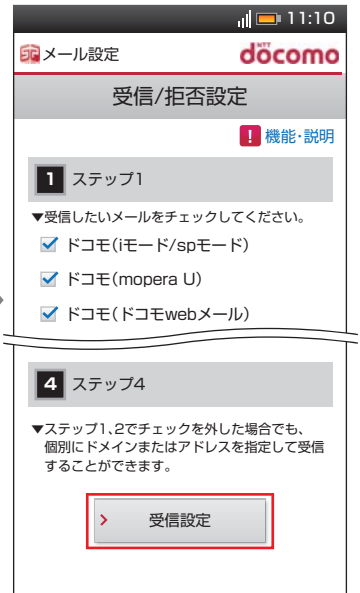 11:10
メール設定
NTT
docomo
受信/拒否設定
! 機能・説明
1 ステップ1
▼受信したいメールをチェックしてください。
ドコモ(iモード/spモード)
ドコモ(mopera U)
ドコモ(ドコモwebメール)
4 ステップ4
▼ステップ1、2でチェックを外した場合でも、
個別にドメインまたはアドレスを指定して受信
することができます。
受信設定